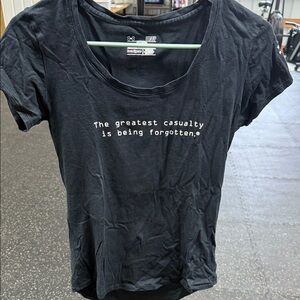 The greatest casualty
is being forgotten.®